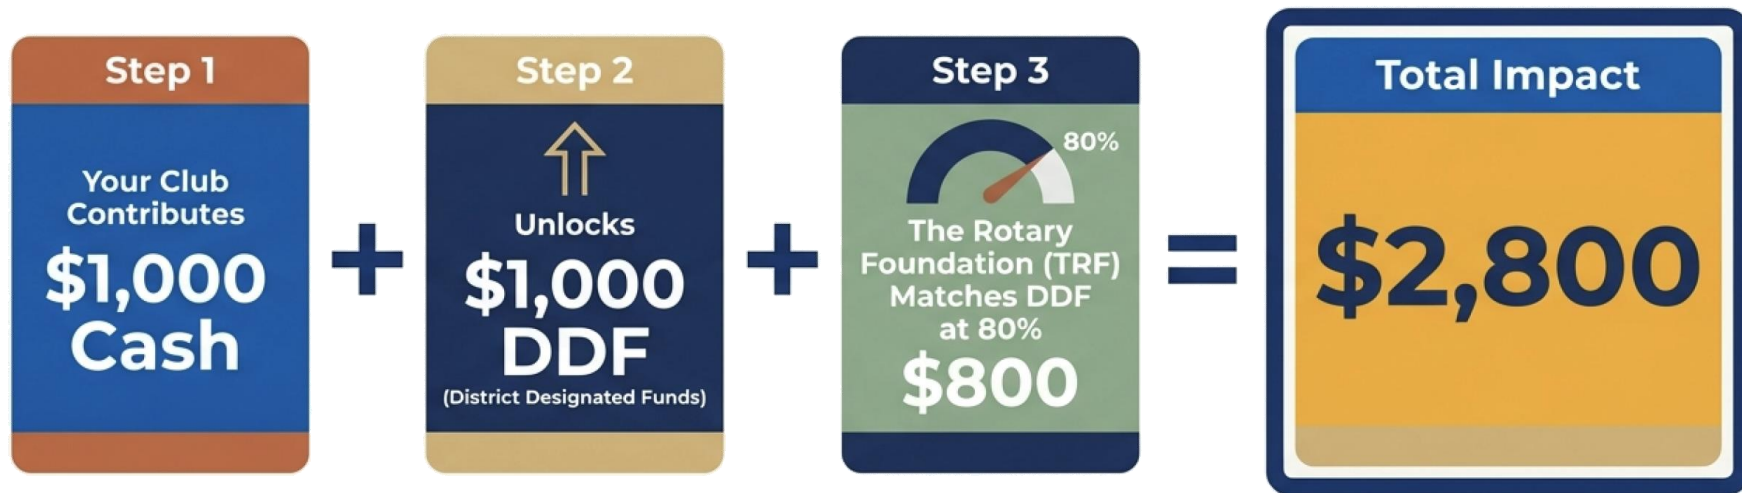 Step 1
Your Club
Contributes
$1,000
Cash
+
Step 2
Unlocks
$1,000
DDF
(District Designated Funds)
+
Step 3
80%
The Rotary
Foundation (TRF)
Matches DDF
at 80%
$800
=
Total Impact
$2,800